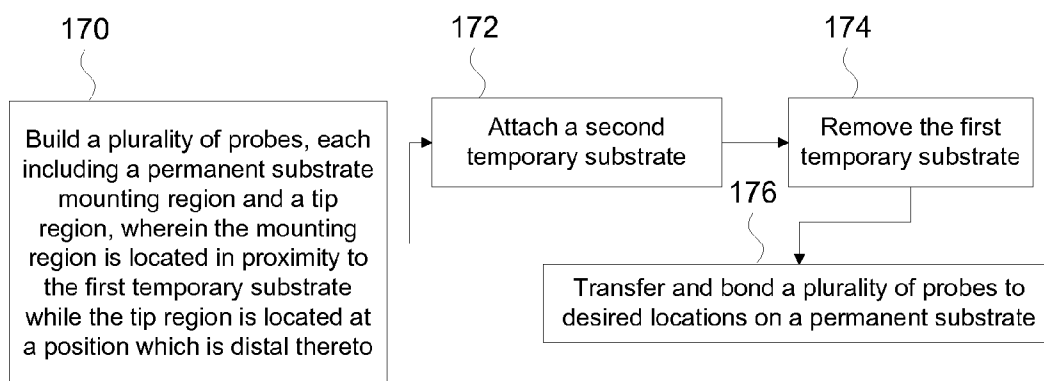 170
Build a plurality of probes, each
including a permanent substrate
mounting region and a tip
region, wherein the mounting
region is located in proximity to
the first temporary substrate
while the tip region is located at
a position which is distal thereto
172
Attach a second
temporary substrate
174
Remove the first
temporary substrate
176
Transfer and bond a plurality of probes to
desired locations on a permanent substrate